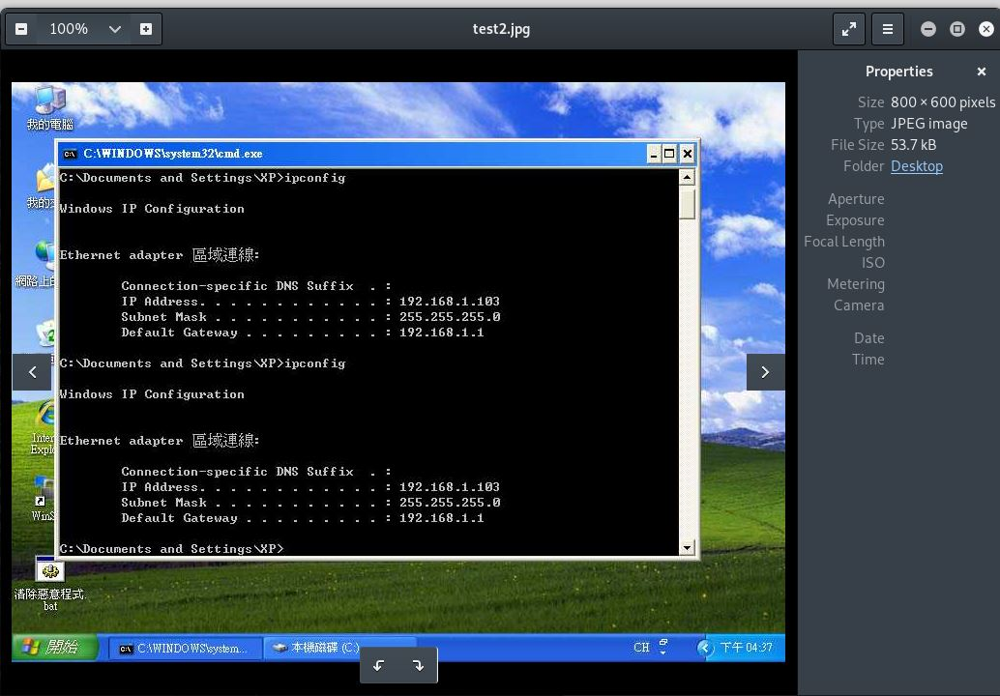 100%
test2.jpg
Properties
Size 800 × 600 pixels
Type JPEG image
File Size 53.7 kB
Folder Desktop
Aperture
Exposure
Focal Length
ISO
Metering
Camera
Date
Time
我的電腦
我的
網路上的
Inter
Explo
WinS
清除惡意程式.
bat
C:\WINDOWS\system32\cmd.exe
C:\Documents and Settings\XP>ipconfig
Windows IP Configuration
Ethernet adapter 區域連線:
Connection-specific DNS Suffix . :
IP Address. . . . . . . . . . . . : 192.168.1.103
Subnet Mask . . . . . . . . . . . : 255.255.255.0
Default Gateway . . . . . . . . . : 192.168.1.1
C:\Documents and Settings\XP>ipconfig
Windows IP Configuration
Ethernet adapter 區域連線:
Connection-specific DNS Suffix . :
IP Address. . . . . . . . . . . . : 192.168.1.103
Subnet Mask . . . . . . . . . . . : 255.255.255.0
Default Gateway . . . . . . . . . : 192.168.1.1
C:\Documents and Settings\XP>
開始
C:\WINDOWS\system...
本機磁碟 (C:)
CH
下午 04:37